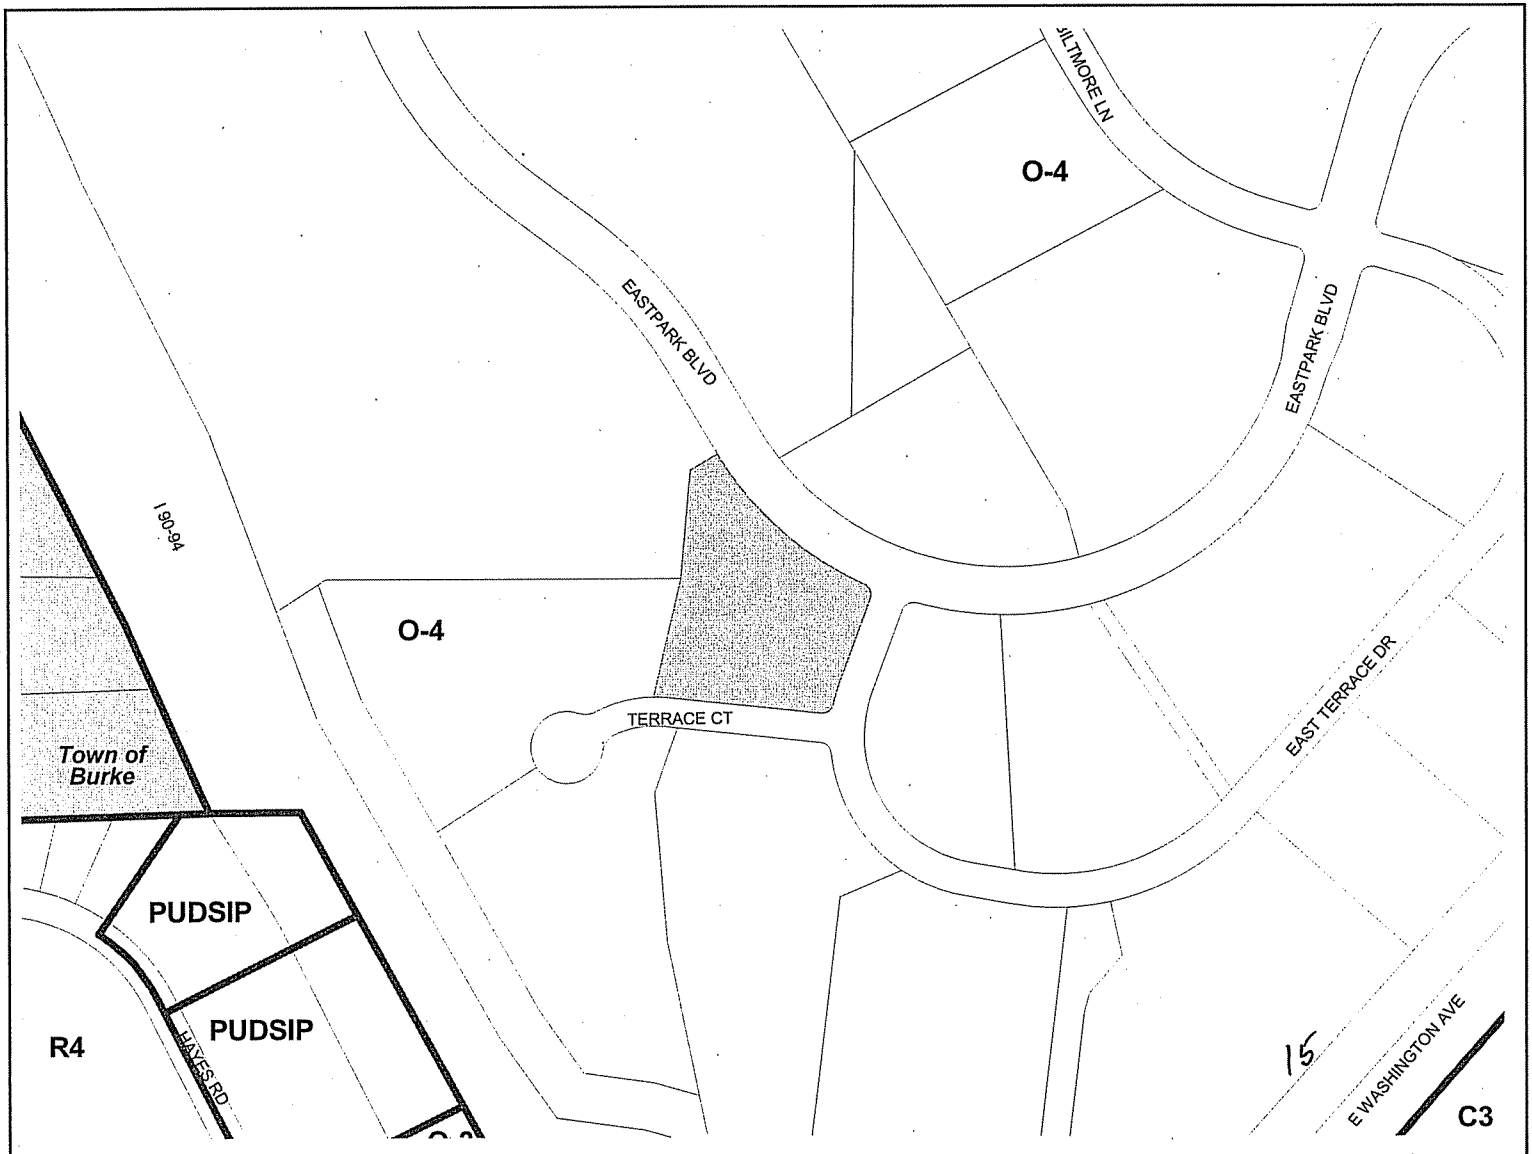 BILTMORE LN
O-4
EASTPARK BLVD
EASTPARK BLVD
I 90-94
O-4
EAST TERRACE DR
TERRACE CT
Town of
Burke
PUDSIP
PUDSIP
R4
HAYES RD
15
E WASHINGTON AVE
C3